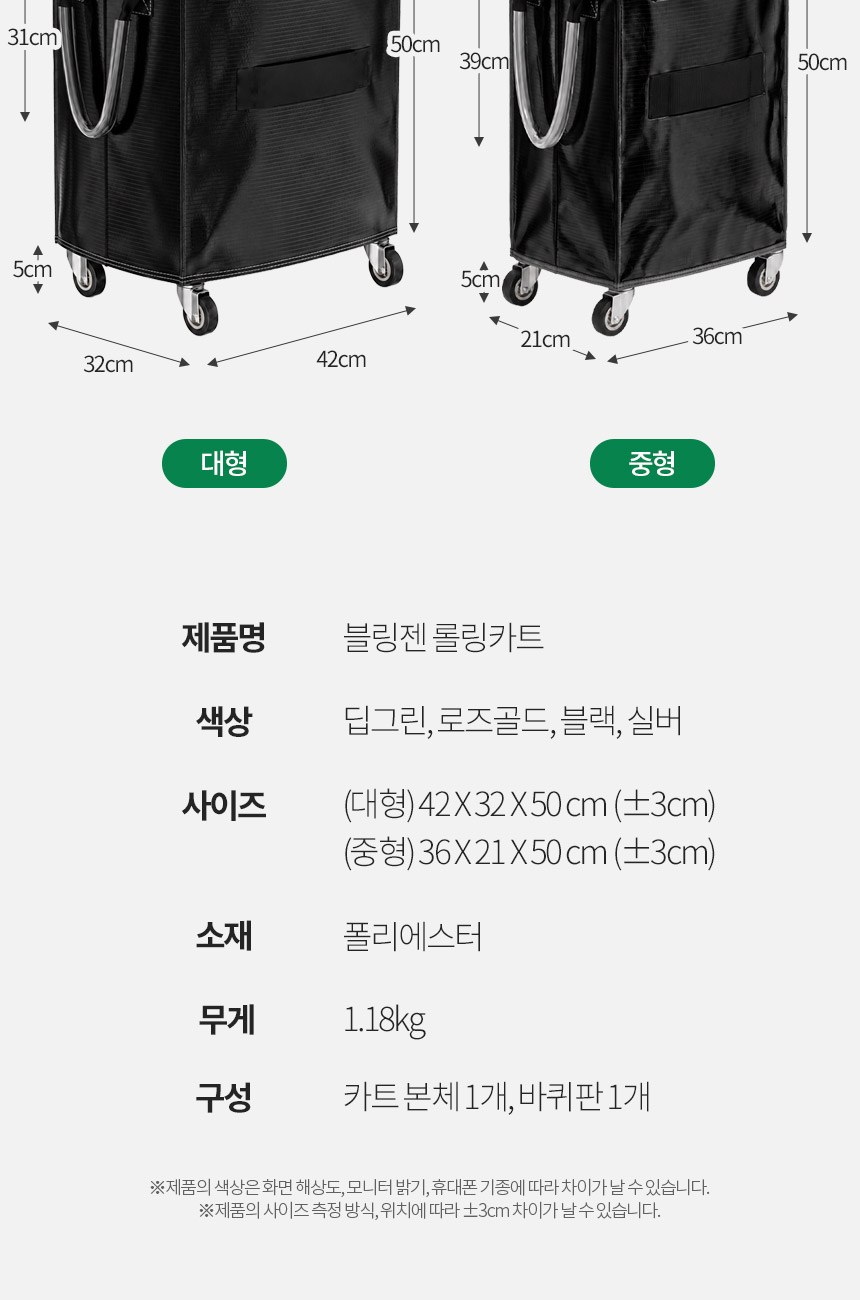 31cm
50cm
39cm
50cm
5cm
5cm
32cm
42cm
21cm
36cm
대형
중형
제품명 블링젠 롤링카트
색상 딥그린, 로즈골드, 블랙, 실버
사이즈 (대형) 42 X 32 X 50 cm (±3cm)
(중형) 36 X 21 X 50 cm (±3cm)
소재 폴리에스터
무게 1.18kg
구성 카트 본체 1개, 바퀴판 1개
※제품의 색상은 화면 해상도, 모니터 밝기, 휴대폰 기종에 따라 차이가 날 수 있습니다.
※제품의 사이즈 측정 방식, 위치에 따라 ±3cm 차이가 날 수 있습니다.